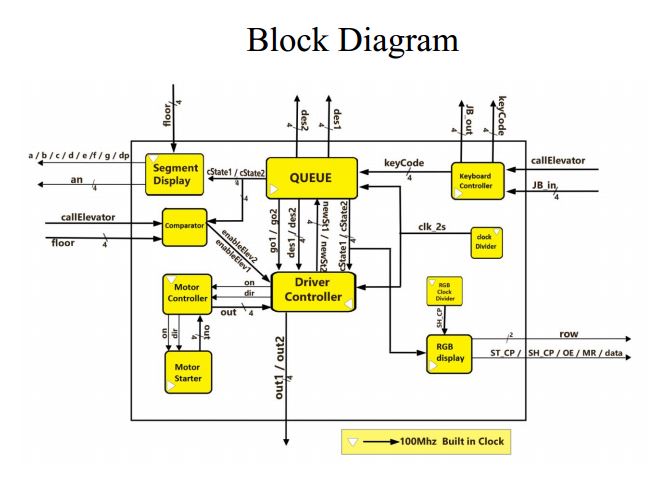 Block Diagram
floor
4
des2
4
des1
4
JB_out
4
keyCode
4
a / b / c / d / e /f / g / dp
an
4
Segment
Display
cState1 / cState2
4
4
QUEUE
keyCode
4
Keyboard
Controller
callElevator
JB_in
4
callElevator
floor
4
Comparator
enableElev2
enableElev1
go1 / go2
des1 / des2
4
newSt1 / newSt2
4
cState1 / cState2
4
clk_2s
clock
Divider
Motor
Controller
on
dir
out
4
Driver
Controller
RGB
Clock
Divider
SH_CP
on
dir
out
4
Motor
Starter
out1 / out2
4
RGB
display
2
row
ST_CP / SH_CP / OE / MR / data
100Mhz Built in Clock